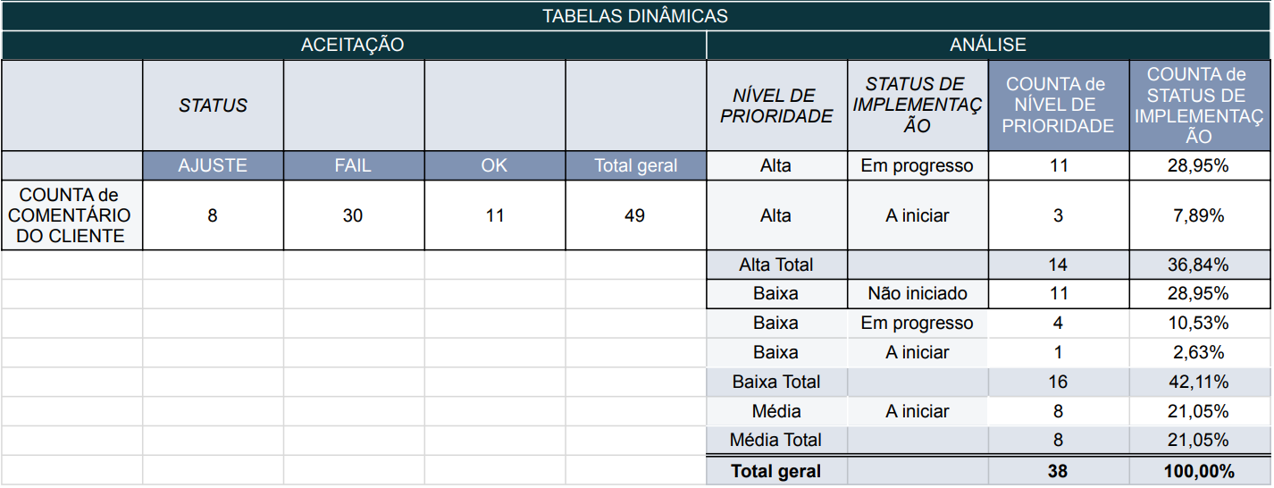 TABELAS DINÂMICAS
ACEITAÇÃO ANÁLISE
STATUS NÍVEL DE PRIORIDADE STATUS DE IMPLEMENTAÇÃO COUNTA de NÍVEL DE PRIORIDADE COUNTA de STATUS DE IMPLEMENTAÇÃO
AJUSTE FAIL OK Total geral Alta Em progresso 11 28,95%
COUNTA de COMENTÁRIO DO CLIENTE 8 30 11 49 Alta A iniciar 3 7,89%
Alta Total 14 36,84%
Baixa Não iniciado 11 28,95%
Baixa Em progresso 4 10,53%
Baixa A iniciar 1 2,63%
Baixa Total 16 42,11%
Média A iniciar 8 21,05%
Média Total 8 21,05%
Total geral 38 100,00%